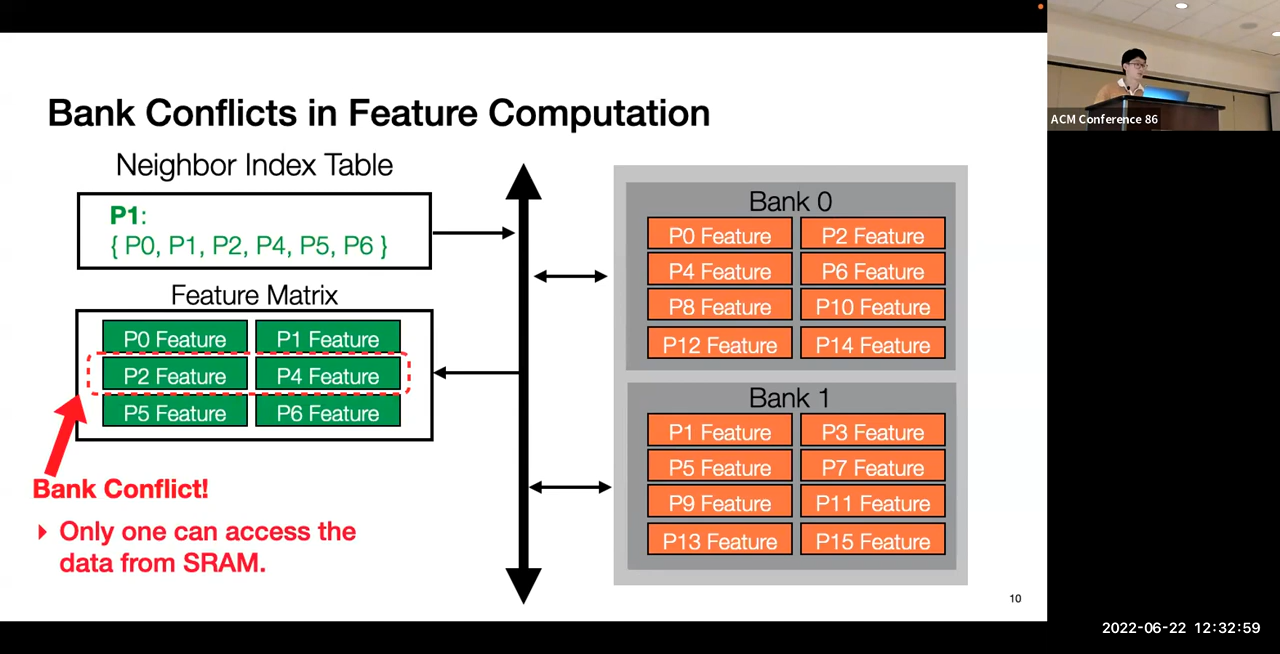 Bank Conflicts in Feature Computation
Neighbor Index Table
P1:
{ P0, P1, P2, P4, P5, P6 }
Feature Matrix
P0 Feature P1 Feature
P2 Feature P4 Feature
P5 Feature P6 Feature
Bank Conflict!
Only one can access the
data from SRAM.
Bank 0
P0 Feature P2 Feature
P4 Feature P6 Feature
P8 Feature P10 Feature
P12 Feature P14 Feature
Bank 1
P1 Feature P3 Feature
P5 Feature P7 Feature
P9 Feature P11 Feature
P13 Feature P15 Feature
10
ACM Conference 86
2022-06-22 12:32:59